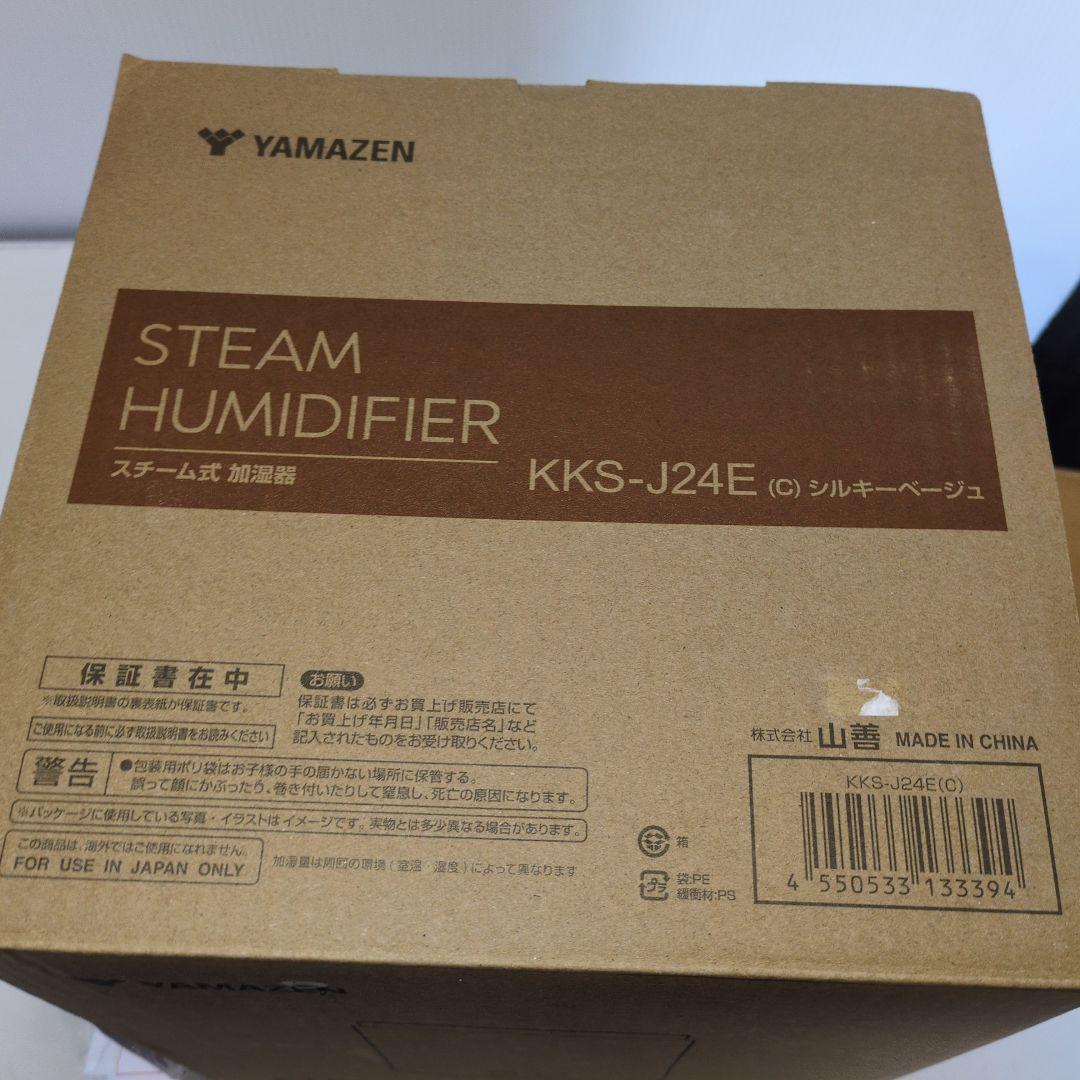 YAMAZEN
STEAM
HUMIDIFIER
スチーム式 加湿器
KKS-J24E (C) シルキーベージュ
保証書在中
※取扱説明書の裏表紙が保証書です。
ご使用になる前に必ず取扱説明書をお読みください
お願い
保証書は必ずお買上げ販売店にて
「お買上げ年月日」「販売店名」など
記入されたものをお受け取りください。
警告
●包装用ポリ袋はお子様の手の届かない場所に保管する。
誤って顔にかぶったり、巻き付いたりして窒息し、死亡の原因になります。
※パッケージに使用している写真・イラストはイメージです。実物とは多少異なる場合があります。
この商品は、海外ではご使用になれません。
FOR USE IN JAPAN ONLY
加湿量は周囲の環境(室温・湿度)によって異なります
株式会社 山善 MADE IN CHINA
KKS-J24E(C)
4 550533 133394
箱
プラ
袋:PE
緩衝材:PS
YAMAZEN